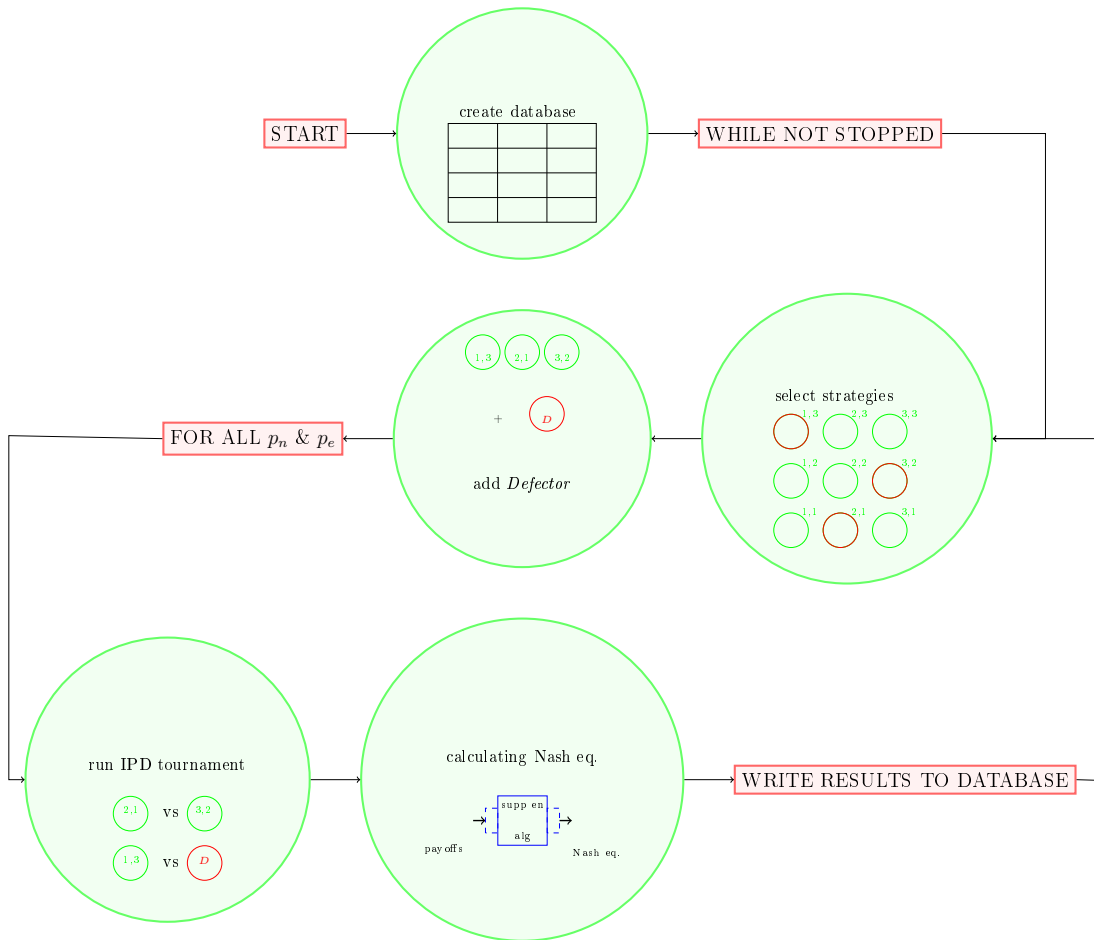 create database
START
WHILE NOT STOPPED
1,3 2,1 3,2
+ D
add Defector
select strategies
1,3 2,3 3,3
1,2 2,2 3,2
1,1 2,1 3,1
FOR ALL pₙ & pₑ
run IPD tournament
2,1 vs 3,2
1,3 vs D
calculating Nash eq.
supp en
alg
payoffs
Nash eq.
WRITE RESULTS TO DATABASE